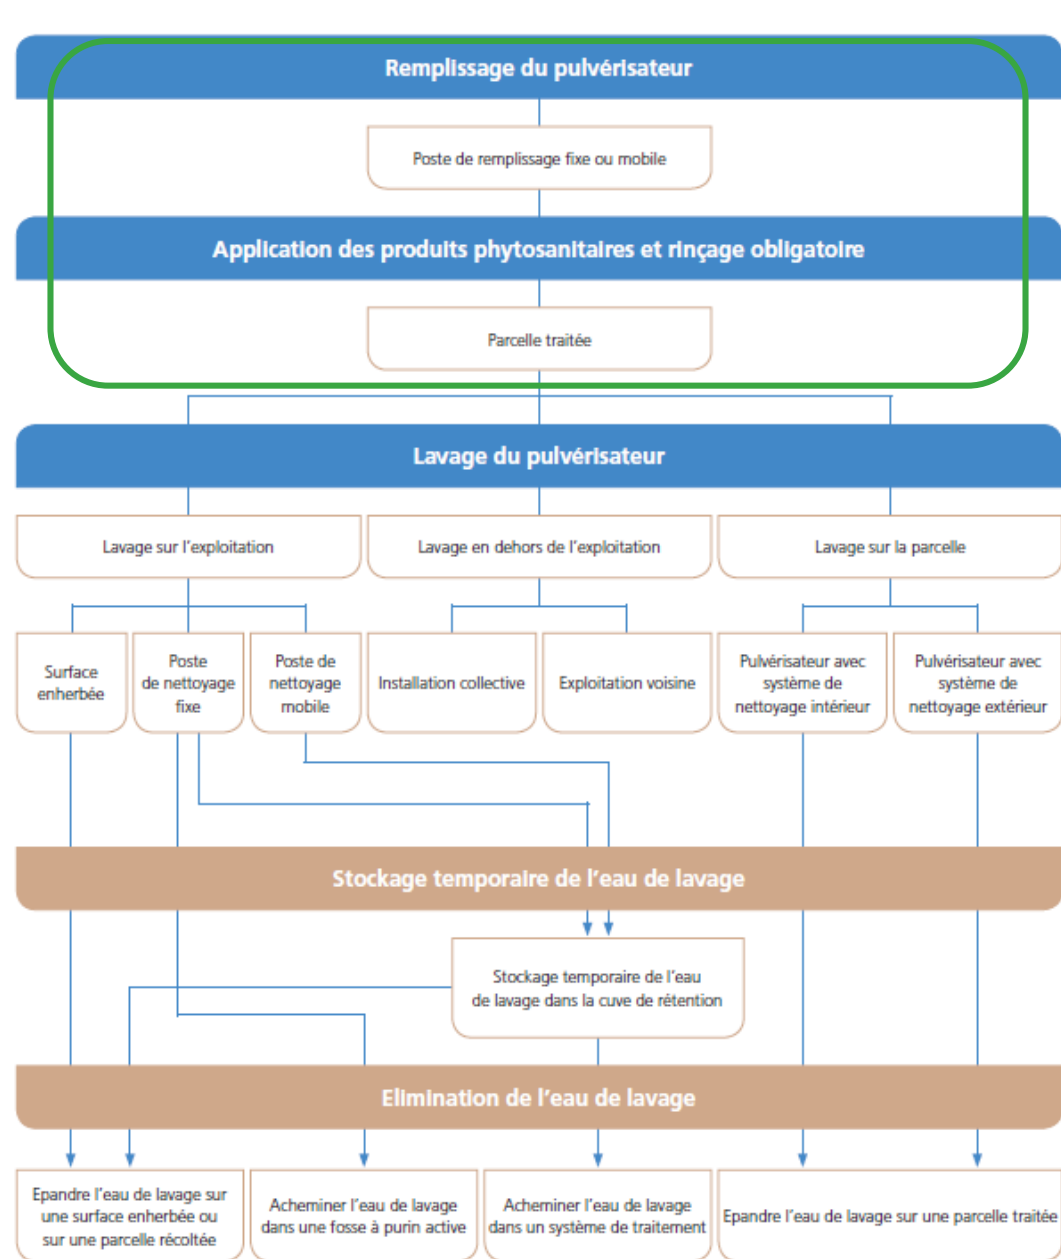 Remplissage du pulvérisateur
Poste de remplissage fixe ou mobile
Application des produits phytosanitaires et rinçage obligatoire
Parcelle traitée
Lavage du pulvérisateur
Lavage sur l'exploitation
Lavage en dehors de l'exploitation
Lavage sur la parcelle
Surface
enherbée
Poste
de nettoyage
fixe
Poste de
nettoyage
mobile
Installation collective
Exploitation voisine
Pulvérisateur avec
système de
nettoyage intérieur
Pulvérisateur avec
système de
nettoyage extérieur
Stockage temporaire de l'eau de lavage
Stockage temporaire de l'eau
de lavage dans la cuve de rétention
Elimination de l'eau de lavage
Epandre l'eau de lavage sur
une surface enherbée ou
sur une parcelle récoltée
Acheminer l'eau de lavage
dans une fosse à purin active
Acheminer l'eau de lavage
dans un système de traitement
Epandre l'eau de lavage sur une parcelle traitée